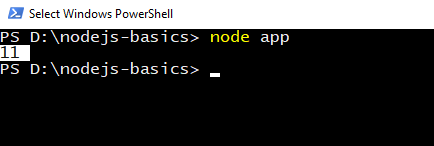 Select Windows PowerShell
PS D:\nodejs-basics> node app
11
PS D:\nodejs-basics>